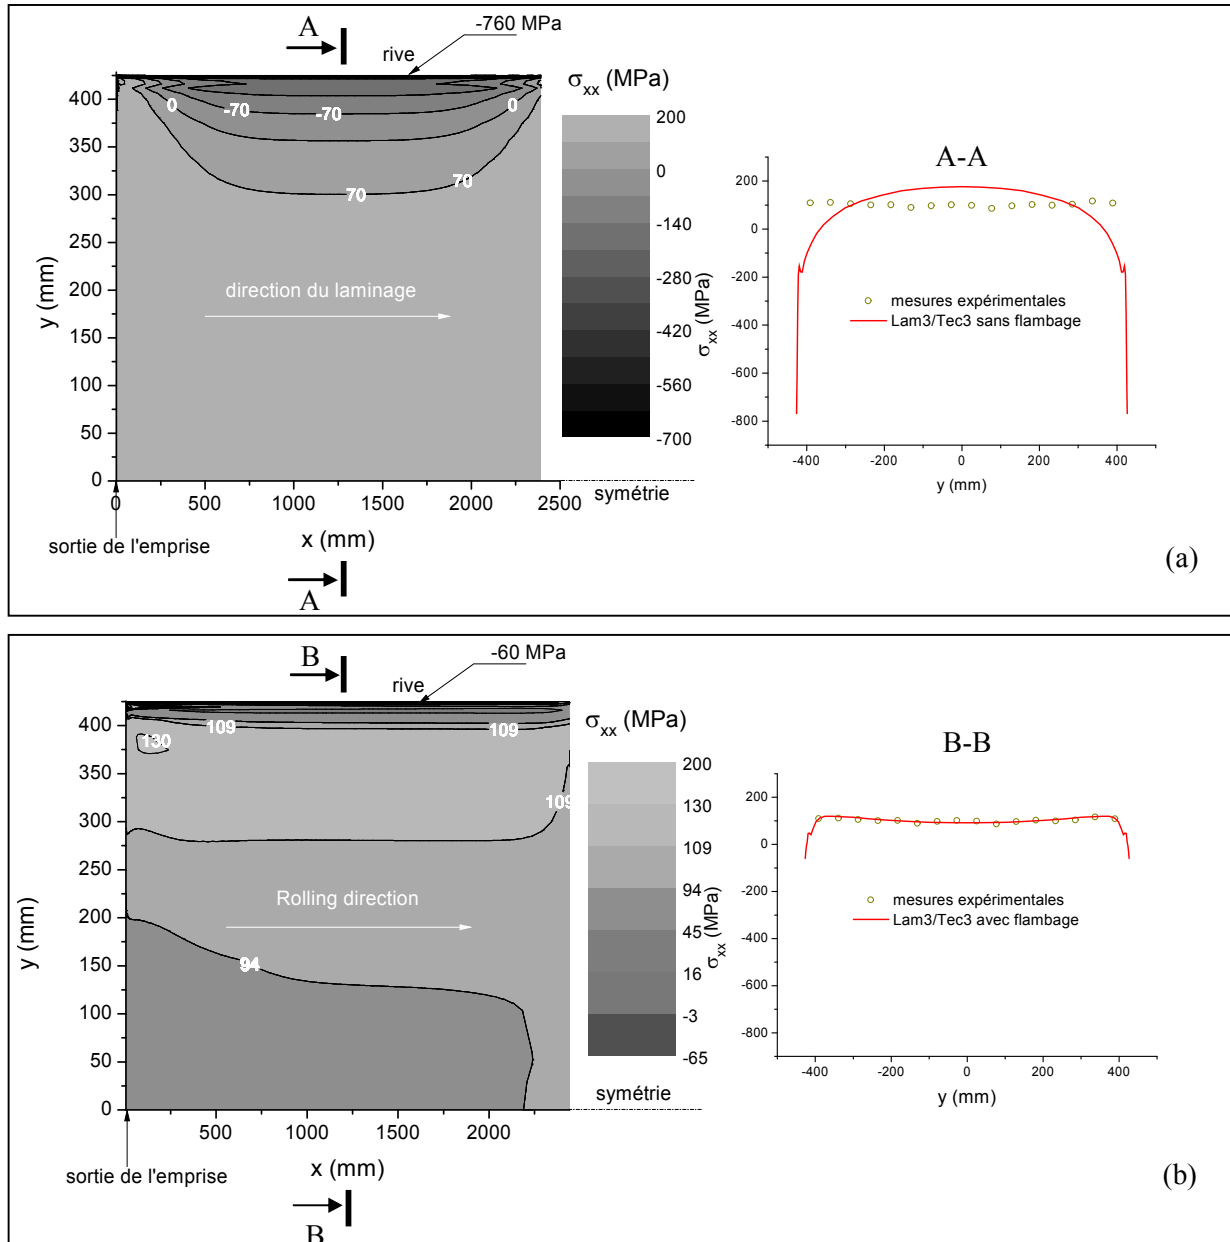 A
-760 MPa
rive
σxx (MPa)
400
350
300
250
200
150
100
50
0
y (mm)
0
-70
-70
0
70
70
direction du laminage
200
0
-140
-280
-420
-560
-700
symétrie
0
500
1000
1500
2000
2500
x (mm)
sortie de l'emprise
A
A-A
200
0
-200
-400
-600
-800
σxx (MPa)
mesures expérimentales
Lam3/Tec3 sans flambage
-400
-200
0
200
400
y (mm)
(a)
B
-60 MPa
rive
σxx (MPa)
400
350
300
250
200
150
100
50
0
y (mm)
109
109
130
109
Rolling direction
94
200
130
109
94
45
16
-3
-65
symétrie
500
1000
1500
2000
x (mm)
sortie de l'emprise
B
B-B
200
0
-200
-400
-600
-800
σxx (MPa)
mesures expérimentales
Lam3/Tec3 avec flambage
-400
-200
0
200
400
y (mm)
(b)